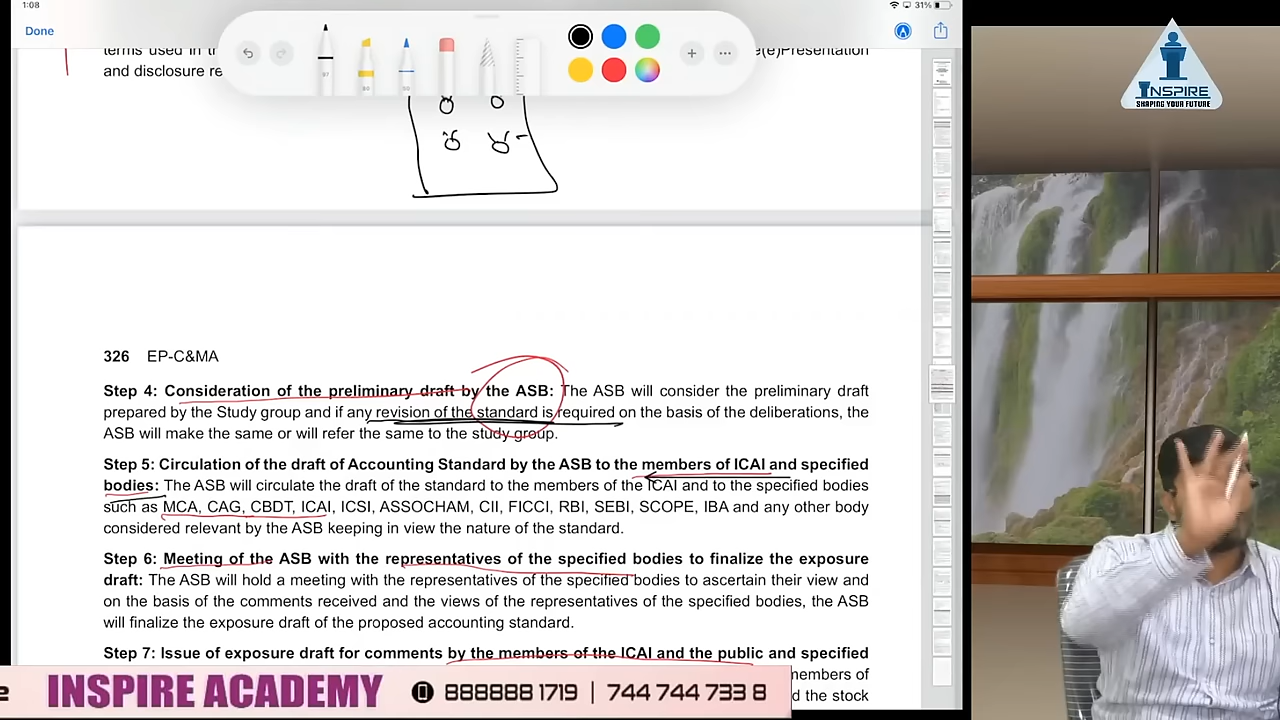 1:08
31%
Done
terms used in th
e(e)Presentation
and disclosure re
INSPIRE
SHAPING YOUR FUTURE
326 EP-C&MA
Step 4: Consideration of the preliminary draft by the ASB: The ASB will consider the preliminary draft
prepared by the Study group and if any revision of the standard is required on the basis of the deliberations, the
ASB will make the same or will refer the same to the study group.
Step 5: Circulation of the draft of Accounting Standard by the ASB to the members of ICAI and specified
bodies: The ASB will circulate the draft of the standard to the members of the ICAI and to the specified bodies
such as MCA, CAG, CBDT, ICAI, ICSI, ASSOCHAM, CII, FICCI, RBI, SEBI, SCOPE, IBA and any other body
considered relevant by the ASB keeping in view the nature of the standard.
Step 6: Meeting of the ASB with the representatives of the specified bodies to finalize the exposure
draft: The ASB will hold a meeting with the representatives of the specified bodies to ascertain their view and
on the basis of the comments received and the views of the representatives of the specified bodies, the ASB
will finalize the exposure draft of the proposed accounting standard.
Step 7: Issue of exposure draft for comments by the members of the ICAI and the public and specified
members of
d the stock
e INSPIRE ACADEMY 888888 1719 | 744 744 733 8